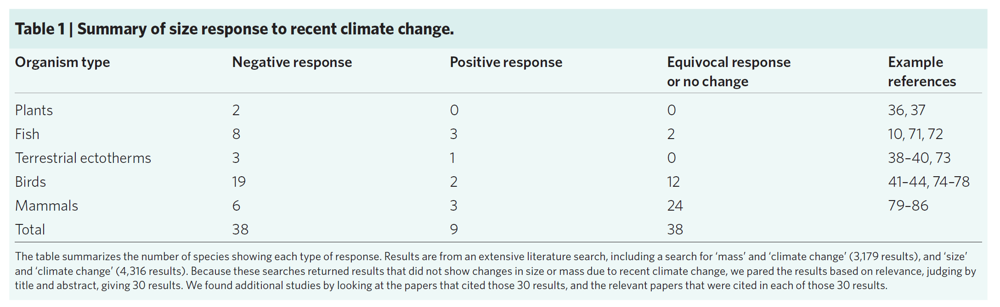 Table 1 | Summary of size response to recent climate change.
Organism type Negative response Positive response Equivocal response or no change Example references
Plants 2 0 0 36, 37
Fish 8 3 2 10, 71, 72
Terrestrial ectotherms 3 1 0 38–40, 73
Birds 19 2 12 41–44, 74–78
Mammals 6 3 24 79–86
Total 38 9 38
The table summarizes the number of species showing each type of response. Results are from an extensive literature search, including a search for ‘mass’ and ‘climate change’ (3,179 results), and ‘size’
and ‘climate change’ (4,316 results). Because these searches returned results that did not show changes in size or mass due to recent climate change, we pared the results based on relevance, judging by
title and abstract, giving 30 results. We found additional studies by looking at the papers that cited those 30 results, and the relevant papers that were cited in each of those 30 results.